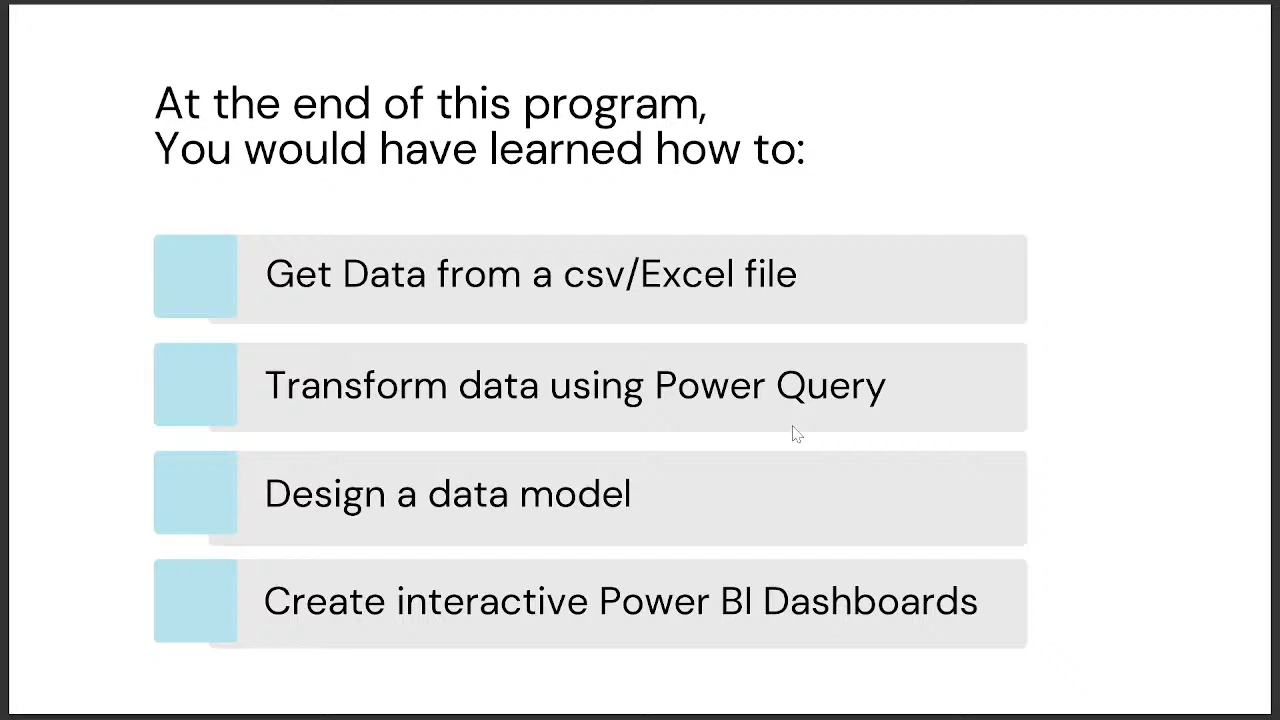 At the end of this program,
You would have learned how to:
Get Data from a csv/Excel file
Transform data using Power Query
Design a data model
Create interactive Power BI Dashboards